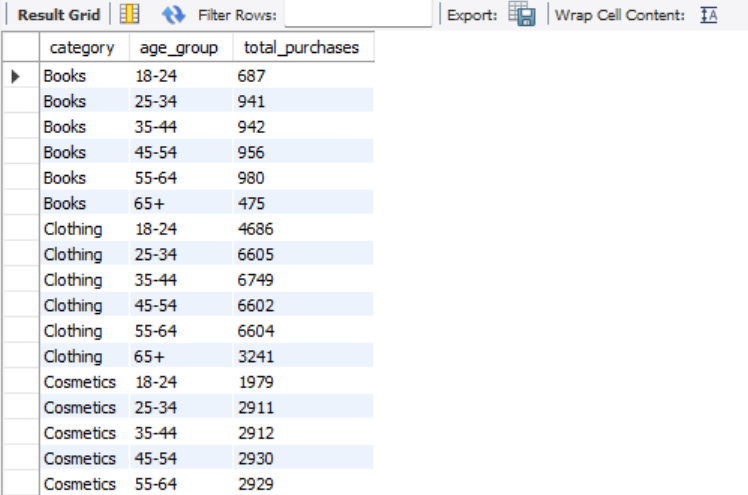 Result Grid Filter Rows: Export: Wrap Cell Content: IA
category age_group total_purchases
Books 18-24 687
Books 25-34 941
Books 35-44 942
Books 45-54 956
Books 55-64 980
Books 65+ 475
Clothing 18-24 4686
Clothing 25-34 6605
Clothing 35-44 6749
Clothing 45-54 6602
Clothing 55-64 6604
Clothing 65+ 3241
Cosmetics 18-24 1979
Cosmetics 25-34 2911
Cosmetics 35-44 2912
Cosmetics 45-54 2930
Cosmetics 55-64 2929